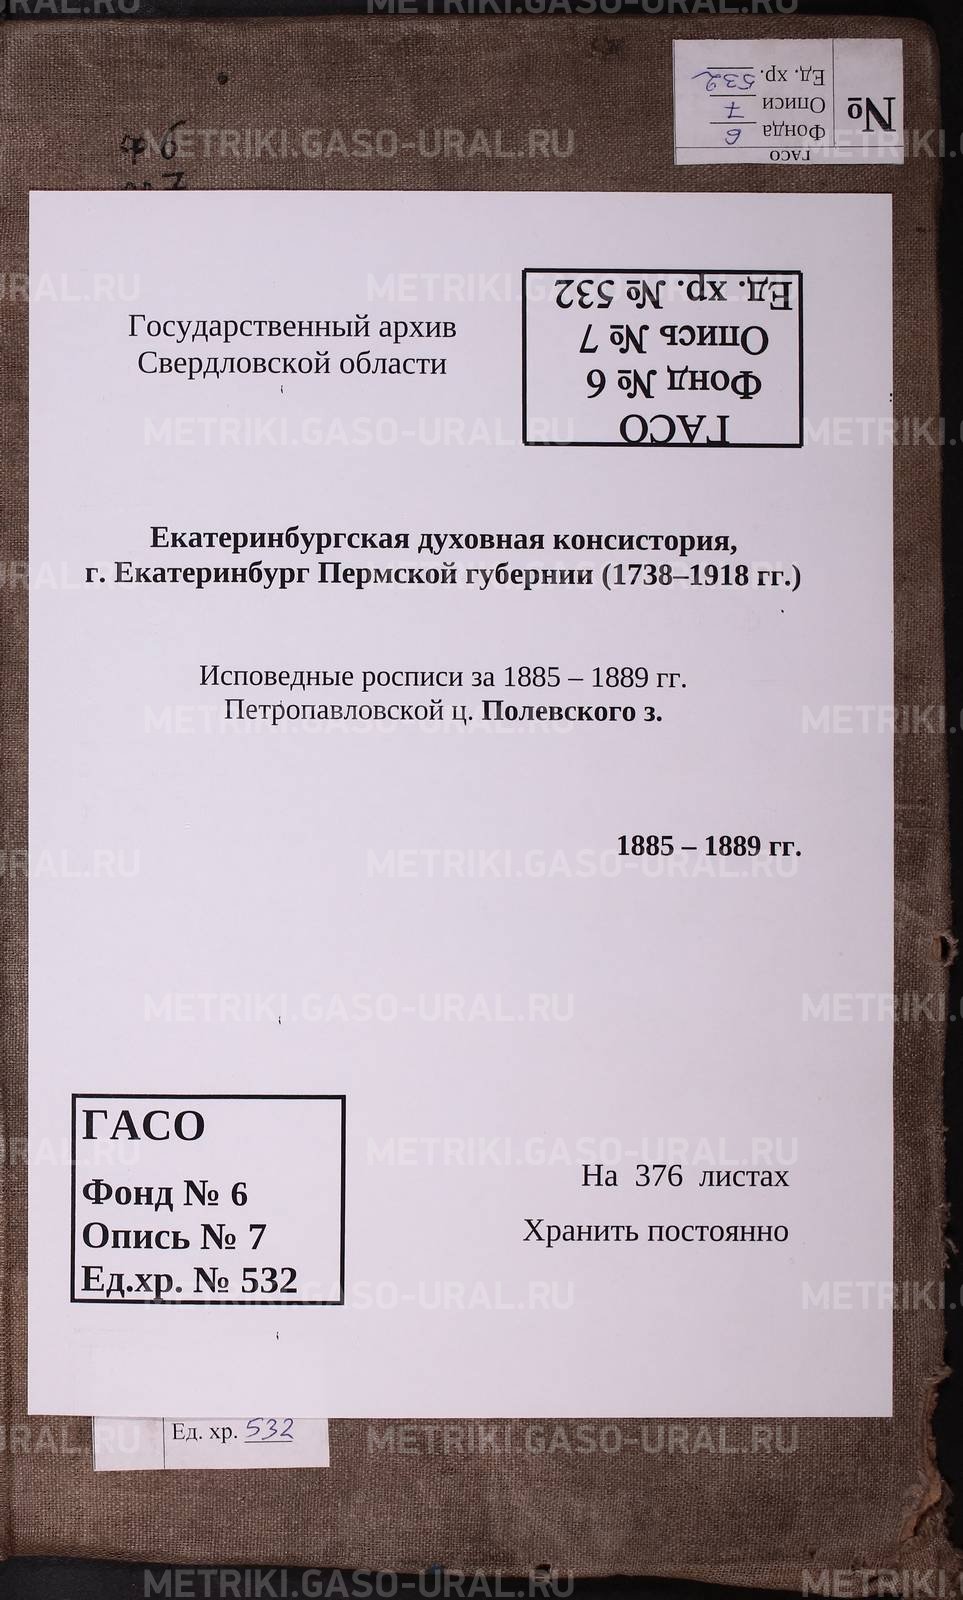 №
ГАСО
Фонда 6
Описи 7
Ед. хр. 532
ф 6
Государственный архив
Свердловской области
ГАСО
Фонд № 6
Опись № 7
Ед. хр. № 532
Екатеринбургская духовная консистория,
г. Екатеринбург Пермской губернии (1738–1918 гг.)
Исповедные росписи за 1885 – 1889 гг.
Петропавловской ц. Полевского з.
1885 – 1889 гг.
ГАСО
Фонд № 6
Опись № 7
Ед.хр. № 532
На 376 листах
Хранить постоянно
Ед. хр. 532
METRIKI.GASO-URAL.RU